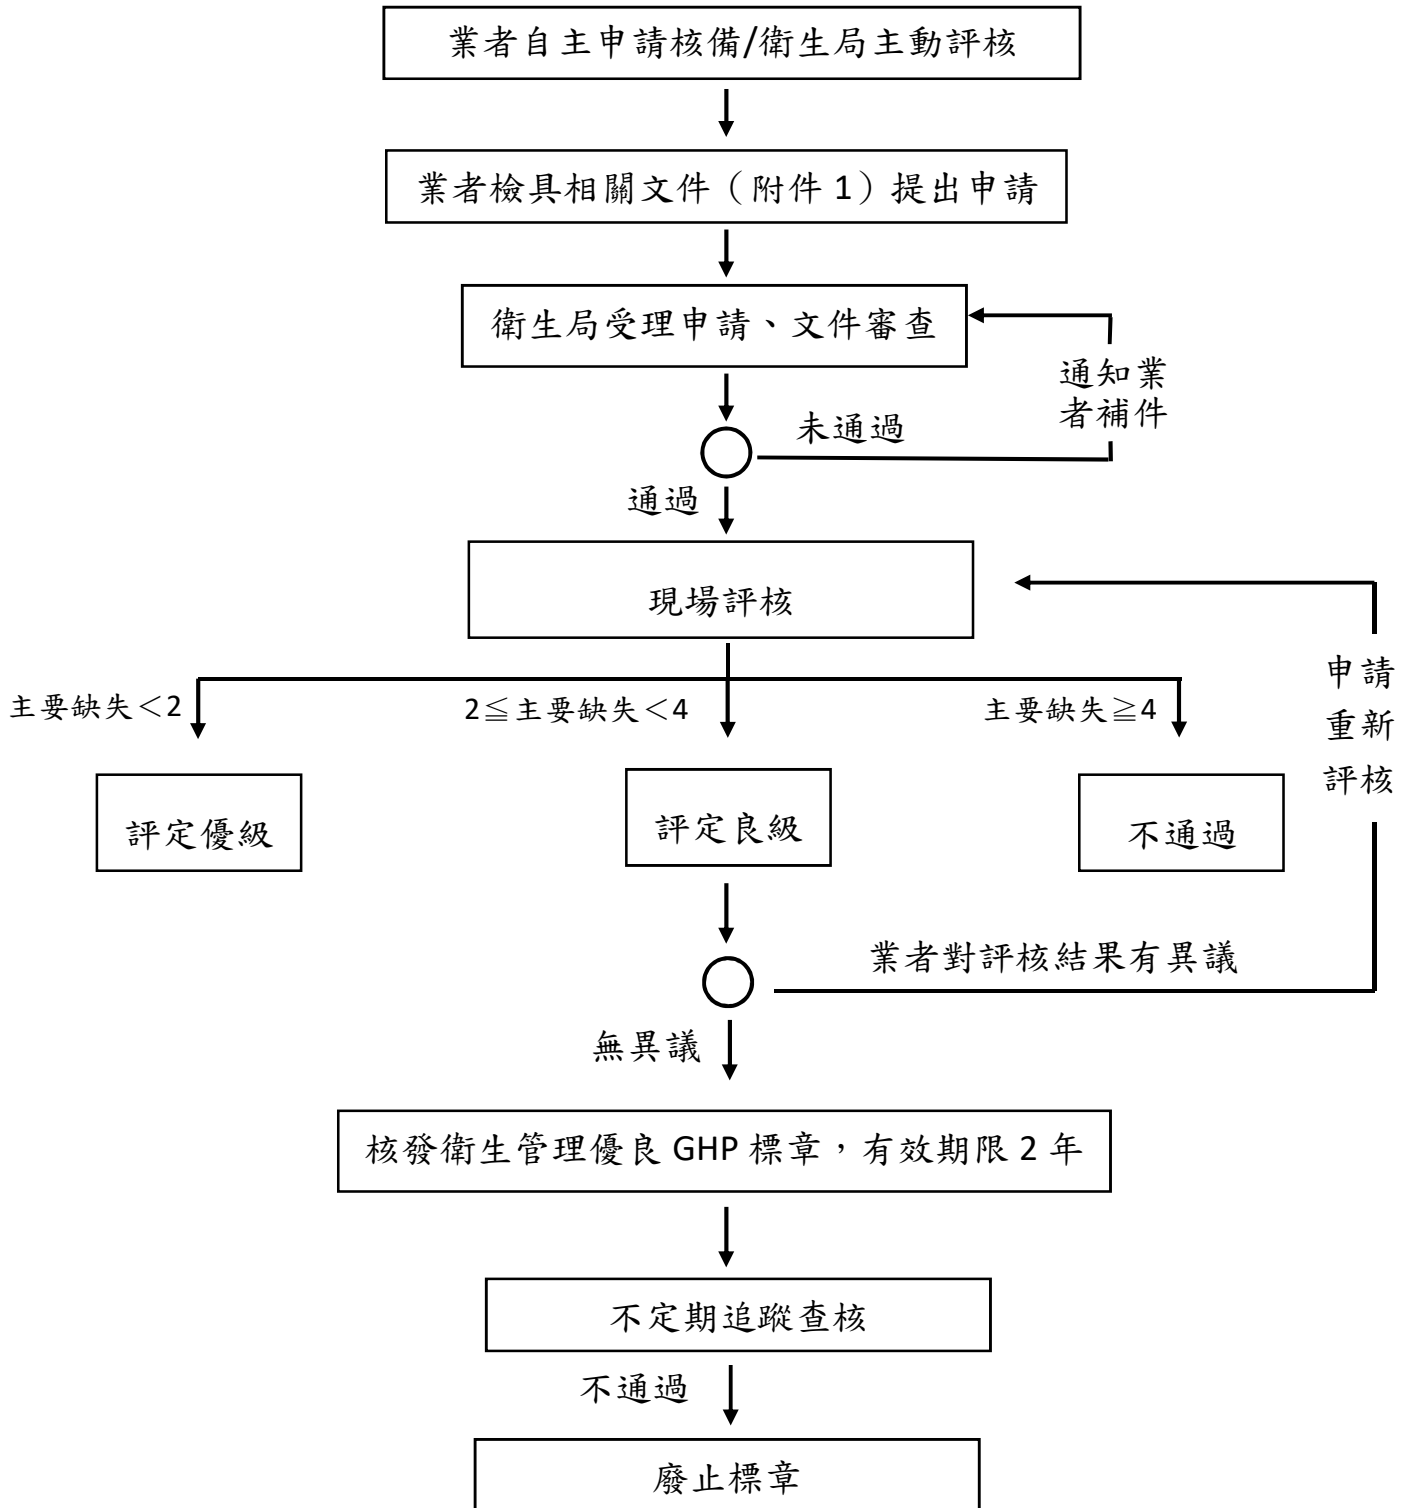 業者自主申請核備/衛生局主動評核
業者檢具相關文件（附件 1）提出申請
衛生局受理申請、文件審查
通知業
者補件
未通過
通過
現場評核
主要缺失＜2
2≦主要缺失＜4
主要缺失≧4
申請
重新
評核
評定優級
評定良級
不通過
業者對評核結果有異議
無異議
核發衛生管理優良 GHP 標章，有效期限 2 年
不定期追蹤查核
不通過
廢止標章